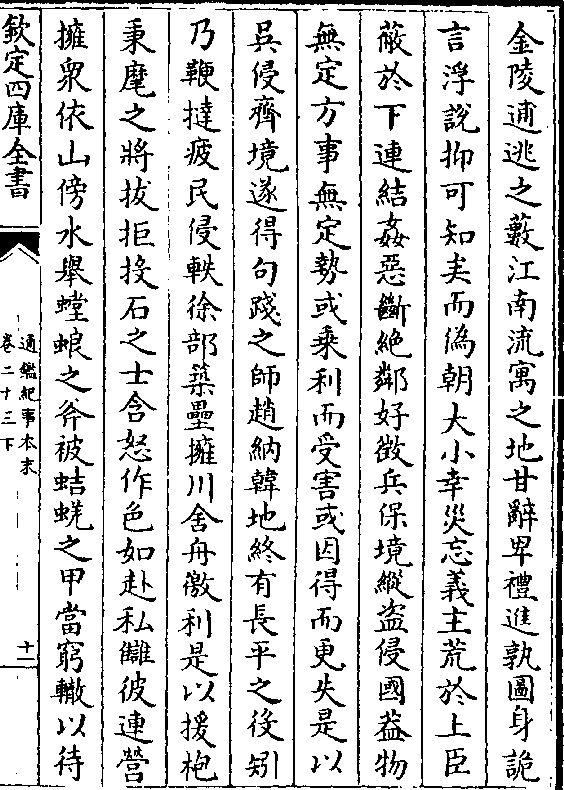 金陵逋逃之藪江南流寓之地甘辭卑禮進孰圖身詭
言浮說抑可知矣而偽朝大小幸災忘義主荒於上臣
蔽於下連結姦惡斷絶鄰好徵兵保境縱盗侵國葢物
無定方事無定勢或乗利而受害或因得而更失是以
吳侵齊境遂得句踐之師趙納韓地終有長平之役矧
乃鞭撻疲民侵軼徐部築壘擁川舍舟徼利是以援枹
秉麾之將拔拒投石之士含怒作色如赴私讎彼連營
擁衆依山傍水舉螳蜋之斧被蛣蜣之甲當窮轍以待
欽定四庫全書
通鑑紀事本末
卷二十三下
十一